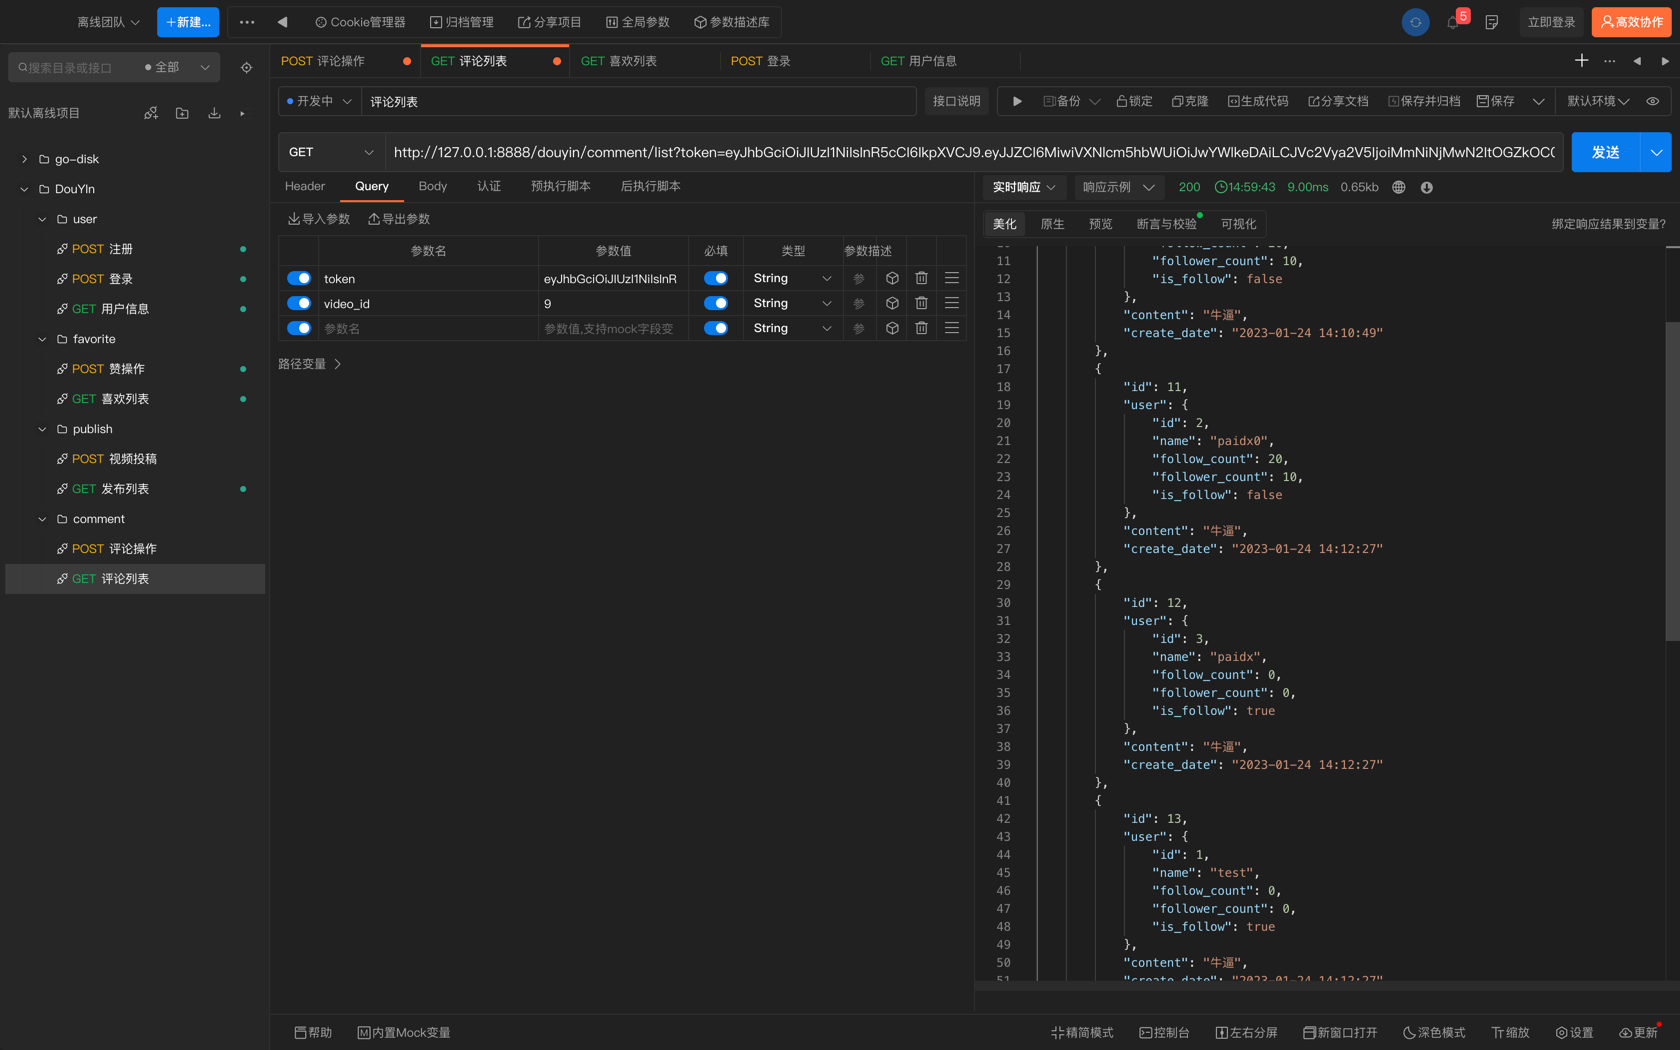 离线团队
+新建...
Cookie管理器
归档管理
分享项目
全局参数
参数描述库
5
立即登录
高效协作
搜索目录或接口
全部
POST 评论操作
GET 评论列表
GET 喜欢列表
POST 登录
GET 用户信息
默认离线项目
go-disk
DouYIn
user
POST 注册
POST 登录
GET 用户信息
favorite
POST 赞操作
GET 喜欢列表
publish
POST 视频投稿
GET 发布列表
comment
POST 评论操作
GET 评论列表
开发中
评论列表
接口说明
备份
锁定
克隆
生成代码
分享文档
保存并归档
保存
默认环境
GET
http://127.0.0.1:8888/douyin/comment/list?token=eyJhbGciOiJIUzI1NiIsInR5cCI6IkpXVCJ9.eyJJZCI6MiwiVXNlcm5hbWUiOiJwYWlkeDAiLCJVc2Vya2V5IjoiMmNiNjMwN2ItOGZkOC0
发送
Header
Query
Body
认证
预执行脚本
后执行脚本
导入参数
导出参数
参数名
参数值
必填
类型
参数描述
token
eyJhbGciOiJIUzI1NiIsInR
String
参
video_id
9
String
参
参数名
参数值,支持mock字段变
String
参
路径变量
实时响应
响应示例
200
14:59:43
9.00ms
0.65kb
美化
原生
预览
断言与校验
可视化
绑定响应结果到变量?
11 "follower_count": 10,
12 "is_follow": false
13 },
14 "content": "牛逼",
15 "create_date": "2023-01-24 14:10:49"
16 },
17 {
18 "id": 11,
19 "user": {
20 "id": 2,
21 "name": "paidx0",
22 "follow_count": 20,
23 "follower_count": 10,
24 "is_follow": false
25 },
26 "content": "牛逼",
27 "create_date": "2023-01-24 14:12:27"
28 },
29 {
30 "id": 12,
31 "user": {
32 "id": 3,
33 "name": "paidx",
34 "follow_count": 0,
35 "follower_count": 0,
36 "is_follow": true
37 },
38 "content": "牛逼",
39 "create_date": "2023-01-24 14:12:27"
40 },
41 {
42 "id": 13,
43 "user": {
44 "id": 1,
45 "name": "test",
46 "follow_count": 0,
47 "follower_count": 0,
48 "is_follow": true
49 },
50 "content": "牛逼",
51 "create_date": "2023-01-24 14:12:27"
帮助
内置Mock变量
精简模式
控制台
左右分屏
新窗口打开
深色模式
缩放
设置
更新